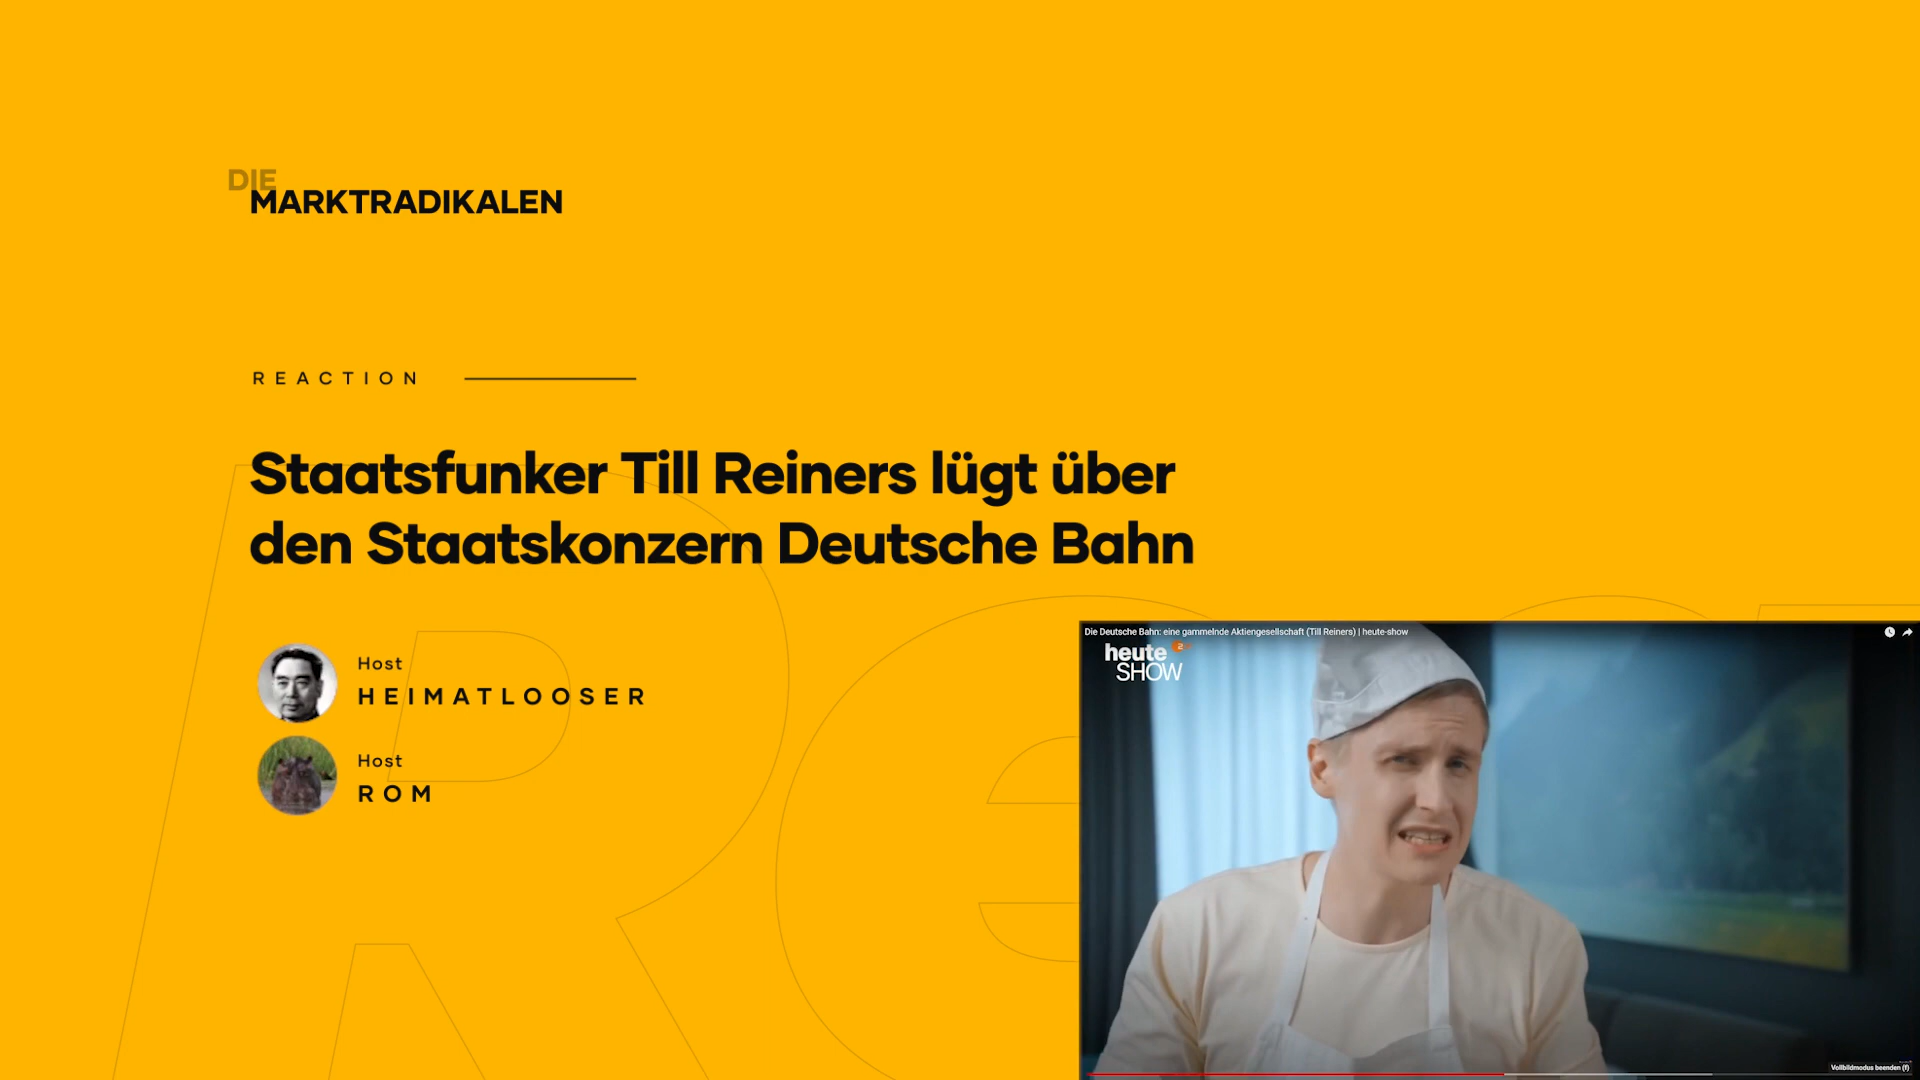 DIE
MARKTRADIKALEN
REACTION
Staatsfunker Till Reiners lügt über
den Staatskonzern Deutsche Bahn
Host
HEIMATLOOSER
Host
ROM
Die Deutsche Bahn: eine gammelnde Aktiengesellschaft (Till Reiners) | heute-show
heute
SHOW
Vollbildmodus beenden (f)